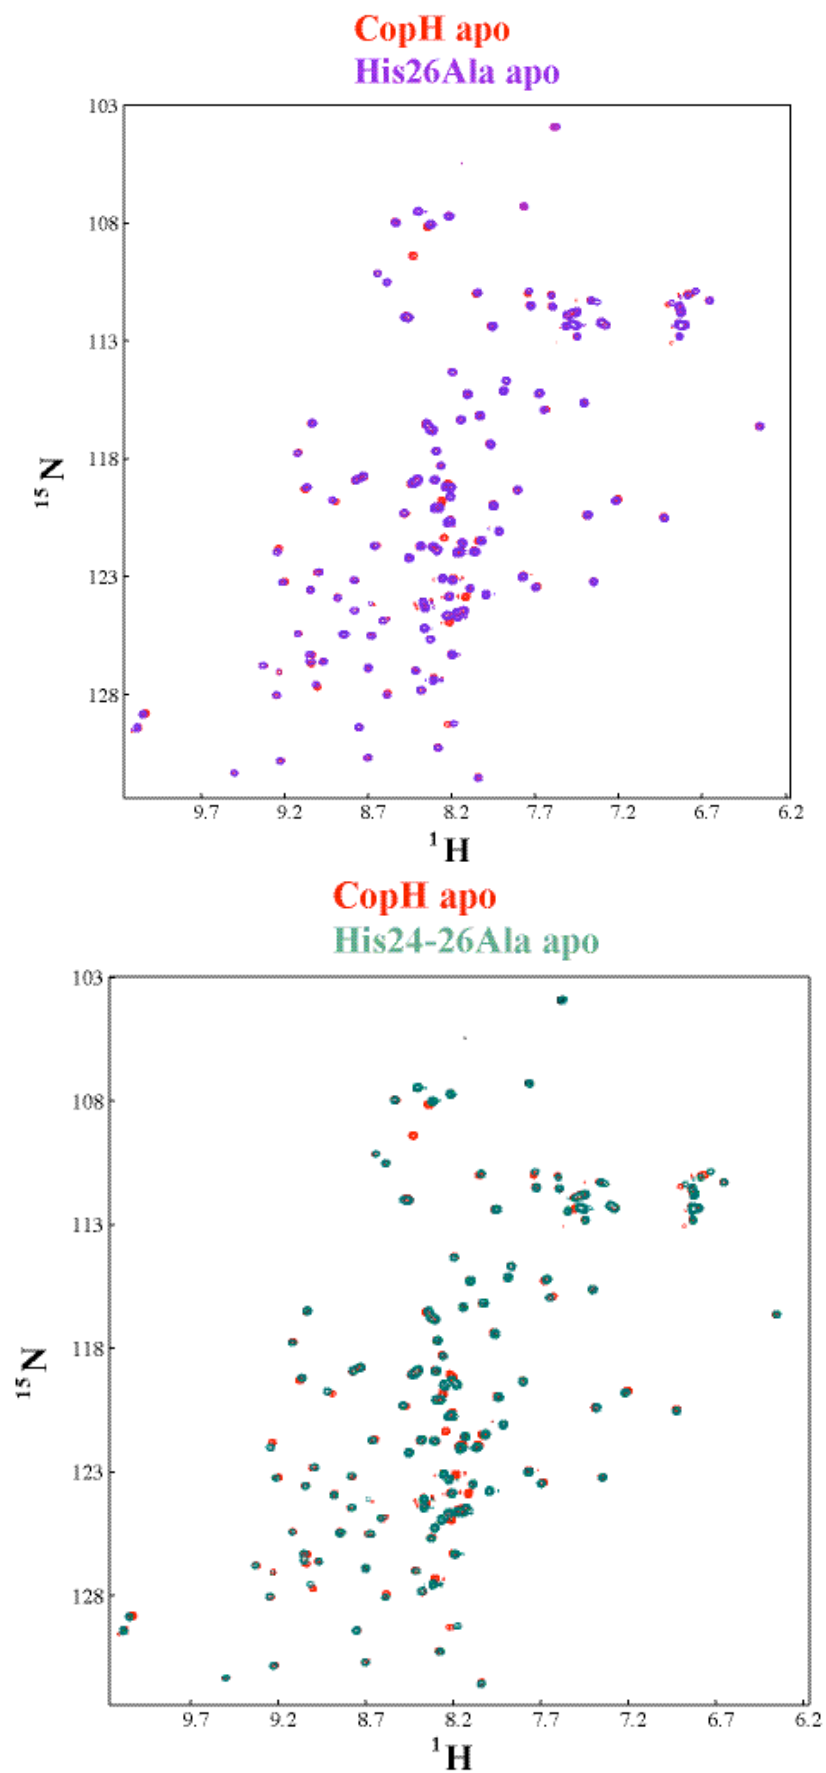 CopH apo
His26Ala apo
103
108
113
118
123
128
15N
9.7 9.2 8.7 8.2 7.7 7.2 6.7 6.2
1H
CopH apo
His24-26Ala apo
103
108
113
118
123
128
15N
9.7 9.2 8.7 8.2 7.7 7.2 6.7 6.2
1H